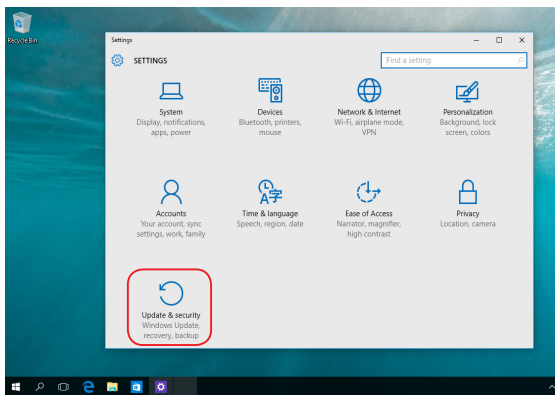 Recycle Bin
Settings
SETTINGS
Find a setting
System
Display, notifications,
apps, power
Devices
Bluetooth, printers,
mouse
Network & Internet
Wi-Fi, airplane mode,
VPN
Personalization
Background, lock
screen, colors
Accounts
Your account, sync
settings, work, family
Time & language
Speech, region, date
Ease of Access
Narrator, magnifier,
high contrast
Privacy
Location, camera
Update & security
Windows Update,
recovery, backup